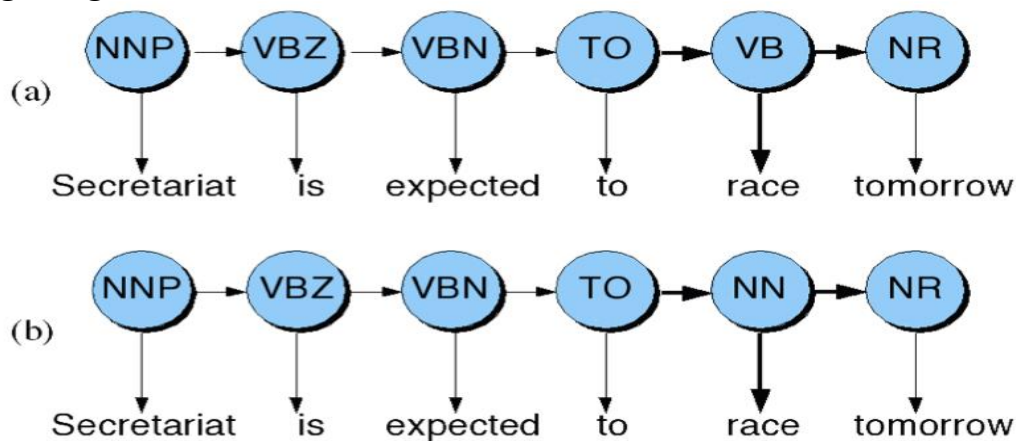 NNP VBZ VBN TO VB NR
(a)
Secretariat is expected to race tomorrow
NNP VBZ VBN TO NN NR
(b)
Secretariat is expected to race tomorrow